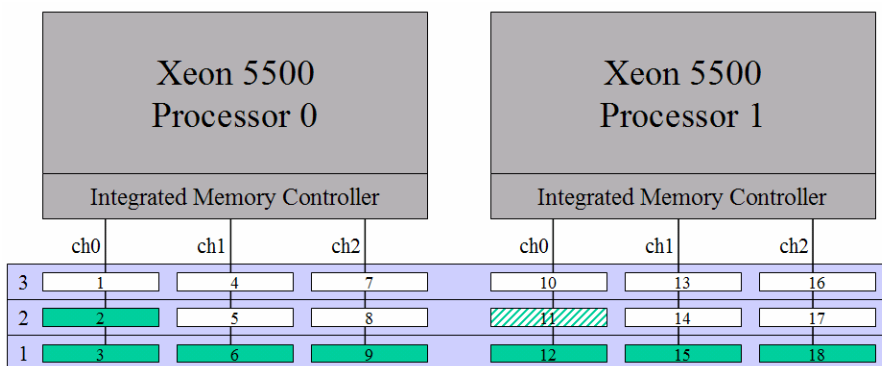 Xeon 5500
Processor 0
Xeon 5500
Processor 1
Integrated Memory Controller
Integrated Memory Controller
ch0 ch1 ch2 ch0 ch1 ch2
3 1 4 7 10 13 16
2 2 5 8 11 14 17
1 3 6 9 12 15 18